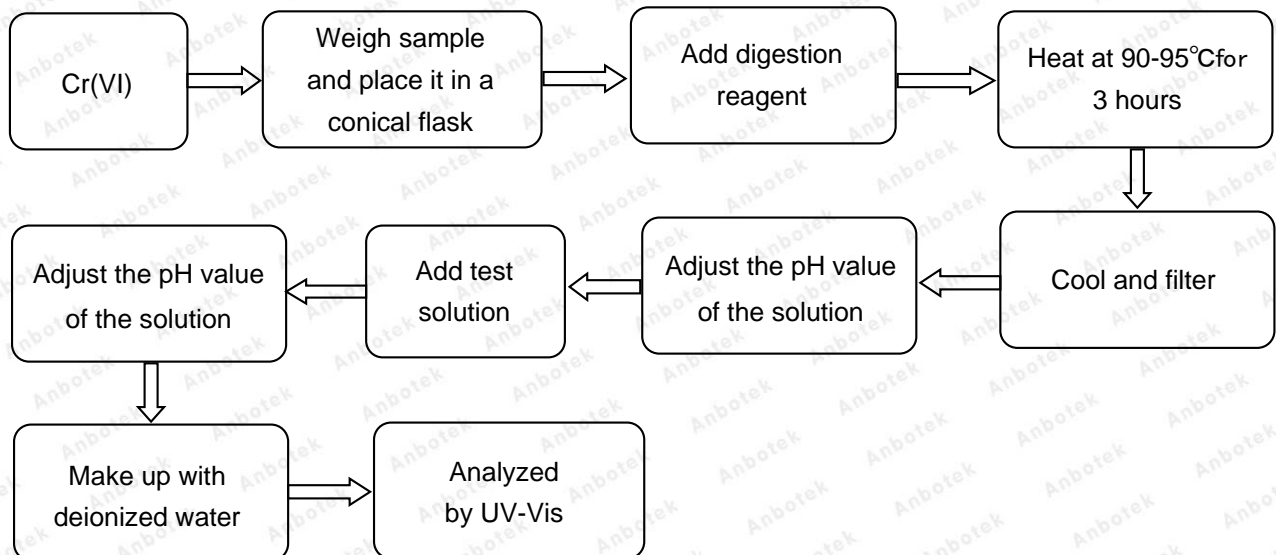 Cr(VI)
Weigh sample
and place it in a
conical flask
Add digestion
reagent
Heat at 90-95℃for
3 hours
Cool and filter
Adjust the pH value
of the solution
Add test
solution
Adjust the pH value
of the solution
Make up with
deionized water
Analyzed
by UV-Vis
Anbotek